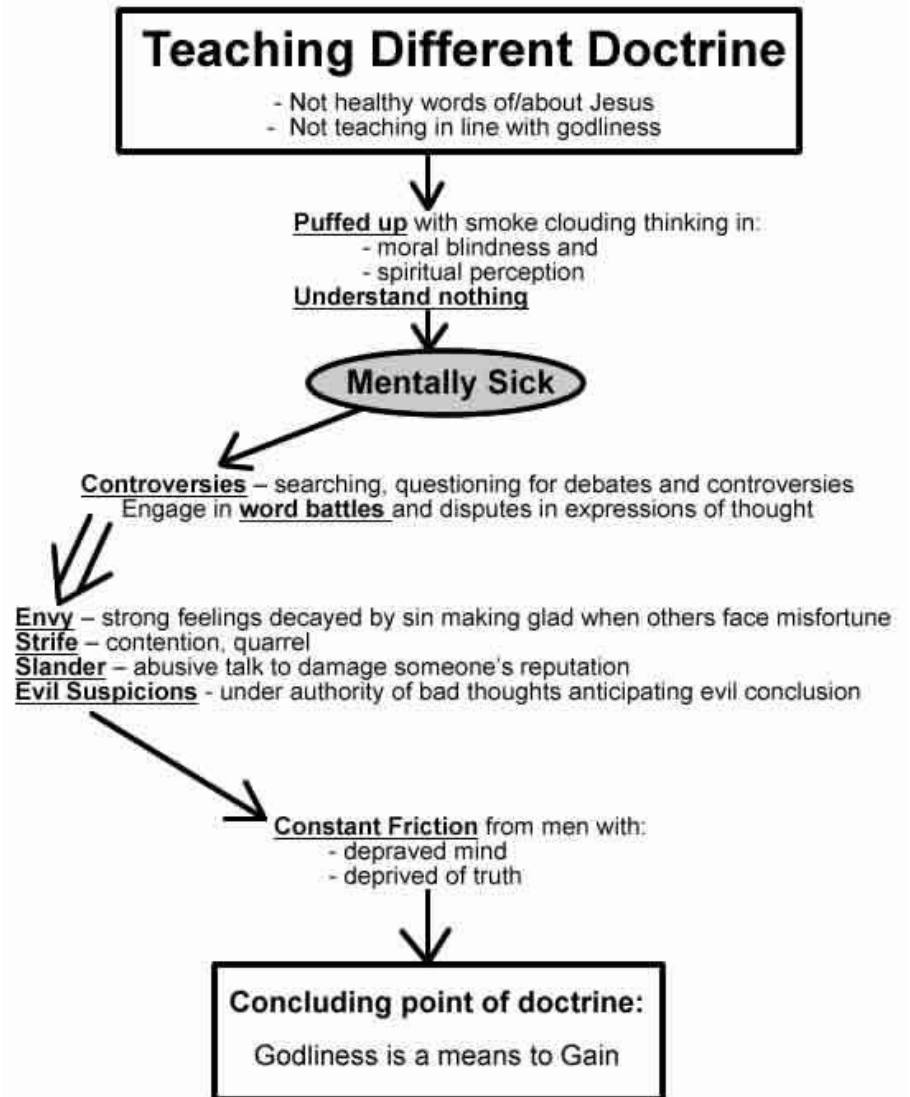 Teaching Different Doctrine
- Not healthy words of/about Jesus
- Not teaching in line with godliness
Puffed up with smoke clouding thinking in:
- moral blindness and
- spiritual perception
Understand nothing
Mentally Sick
Controversies – searching, questioning for debates and controversies
Engage in word battles and disputes in expressions of thought
Envy – strong feelings decayed by sin making glad when others face misfortune
Strife – contention, quarrel
Slander – abusive talk to damage someone's reputation
Evil Suspicions - under authority of bad thoughts anticipating evil conclusion
Constant Friction from men with:
- depraved mind
- deprived of truth
Concluding point of doctrine:
Godliness is a means to Gain